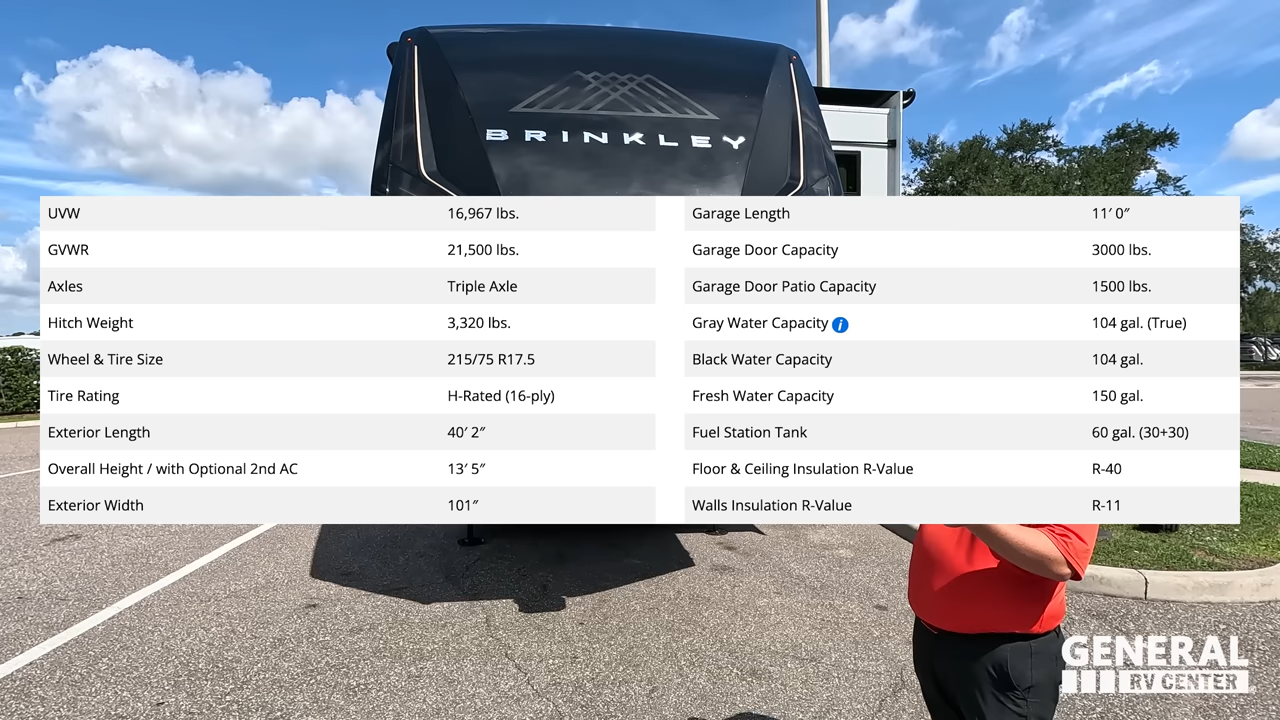 BRINKLEY
UVW 16,967 lbs.
GVWR 21,500 lbs.
Axles Triple Axle
Hitch Weight 3,320 lbs.
Wheel & Tire Size 215/75 R17.5
Tire Rating H-Rated (16-ply)
Exterior Length 40′ 2″
Overall Height / with Optional 2nd AC 13′ 5″
Exterior Width 101″
Garage Length 11′ 0″
Garage Door Capacity 3000 lbs.
Garage Door Patio Capacity 1500 lbs.
Gray Water Capacity i 104 gal. (True)
Black Water Capacity 104 gal.
Fresh Water Capacity 150 gal.
Fuel Station Tank 60 gal. (30+30)
Floor & Ceiling Insulation R-Value R-40
Walls Insulation R-Value R-11
GENERAL
RV CENTER